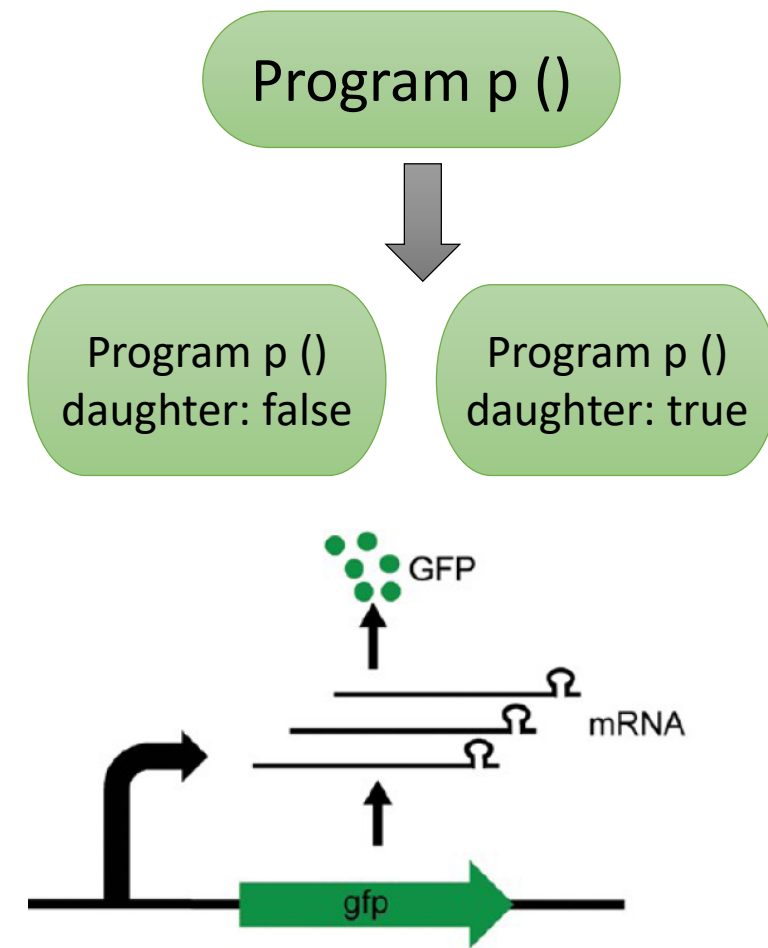 Program p ()
Program p ()
daughter: false
Program p ()
daughter: true
GFP
mRNA
gfp